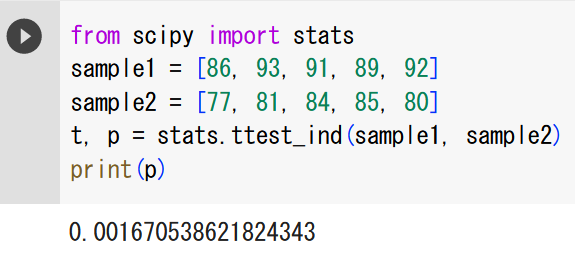 from scipy import stats
sample1 = [86, 93, 91, 89, 92]
sample2 = [77, 81, 84, 85, 80]
t, p = stats.ttest_ind(sample1, sample2)
print(p)
0.001670538621824343